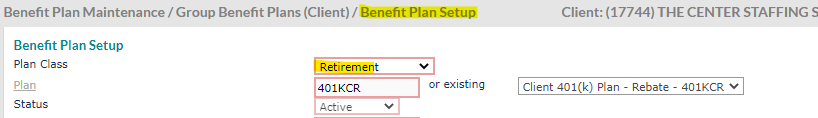 Benefit Plan Maintenance / Group Benefit Plans (Client) / Benefit Plan Setup Client: (17744) THE CENTER STAFFING S
Benefit Plan Setup
Plan Class Retirement
Plan 401KCR or existing Client 401(k) Plan - Rebate - 401KCR
Status Active